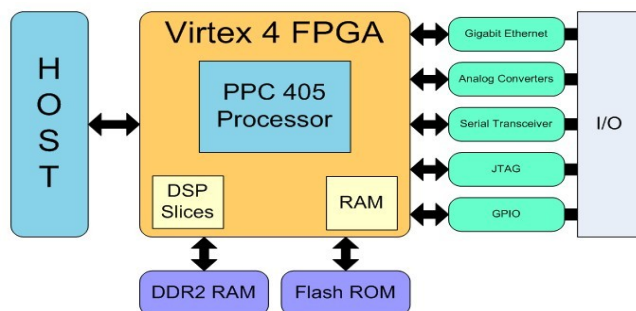 HOST
Virtex 4 FPGA
PPC 405
Processor
DSP
Slices
RAM
Gigabit Ethernet
Analog Converters
Serial Transceiver
JTAG
GPIO
I/O
DDR2 RAM
Flash ROM